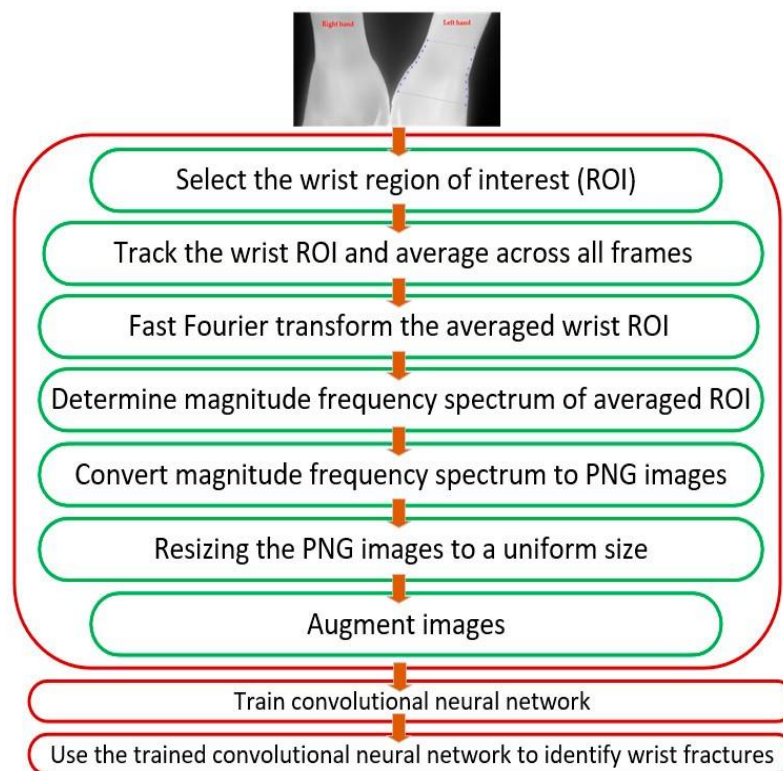 Right hand
Left hand
Select the wrist region of interest (ROI)
Track the wrist ROI and average across all frames
Fast Fourier transform the averaged wrist ROI
Determine magnitude frequency spectrum of averaged ROI
Convert magnitude frequency spectrum to PNG images
Resizing the PNG images to a uniform size
Augment images
Train convolutional neural network
Use the trained convolutional neural network to identify wrist fractures